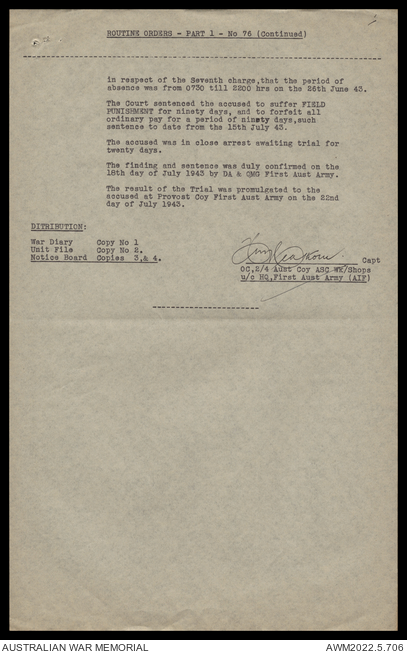 ROUTINE ORDERS - PART 1 - No 76 (Continued)
in respect of the Seventh charge,that the period of
absence was from 0730 till 2200 hrs on the 26th June 43.
The Court sentenced the accused to suffer FIELD
PUNISHMENT for ninety days, and to forfeit all
ordinary pay for a period of ninety days,such
sentence to date from the 15th July 43.
The accused was in close arrest awaiting trial for
twenty days.
The finding and sentence was duly confirmed on the
18th day of July 1943 by DA & QMG First Aust Army.
The result of the Trial was promulgated to the
accused at Provost Coy First Aust Army on the 22nd
day of July 1943.
DITRIBUTION:
War Diary Copy No 1
Unit File Copy No 2.
Notice Board Copies 3,& 4.
Capt
OC,2/4 Aust Coy ASC WK/Shops
u/c HQ,First Aust Army (AIF)
AUSTRALIAN WAR MEMORIAL
AWM2022.5.706